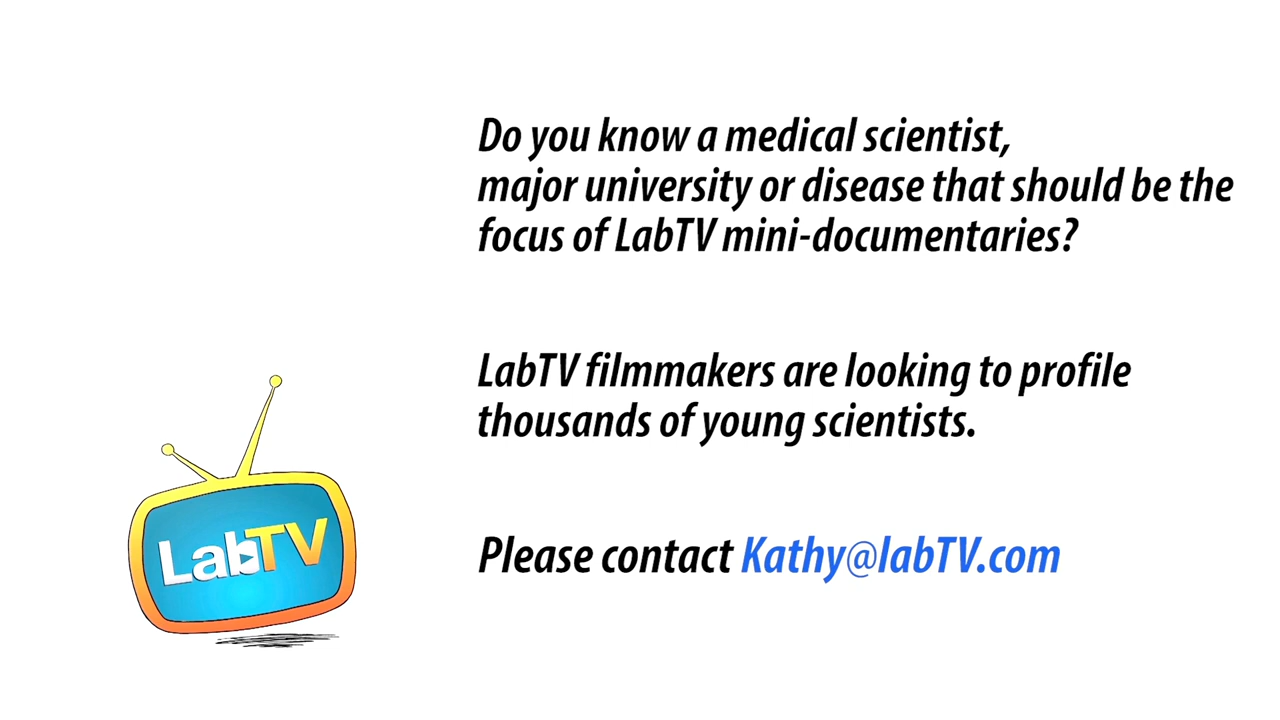 Do you know a medical scientist,
major university or disease that should be the
focus of LabTV mini-documentaries?
LabTV filmmakers are looking to profile
thousands of young scientists.
LabTV
Please contact Kathy@labTV.com